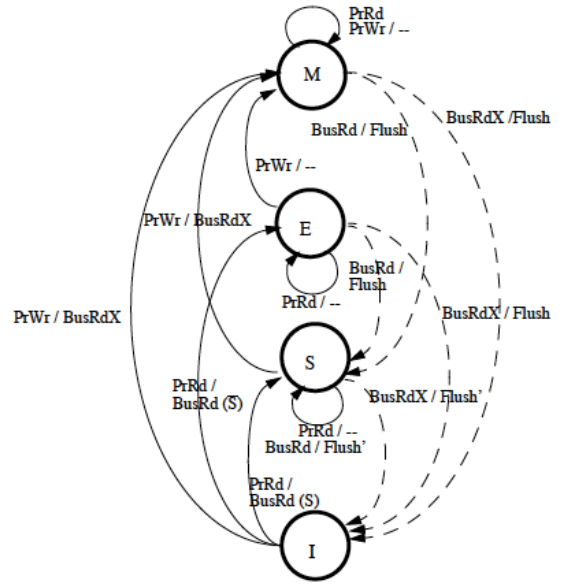 PrRd
PrWr / --
M
BusRdX /Flush
BusRd / Flush
PrWr / --
PrWr / BusRdX
E
BusRd /
Flush
PrRd / --
BusRdX / Flush
PrWr / BusRdX
S
PrRd /
BusRd (S̅)
BusRdX / Flush’
PrRd / --
BusRd / Flush’
PrRd /
BusRd (S)
I